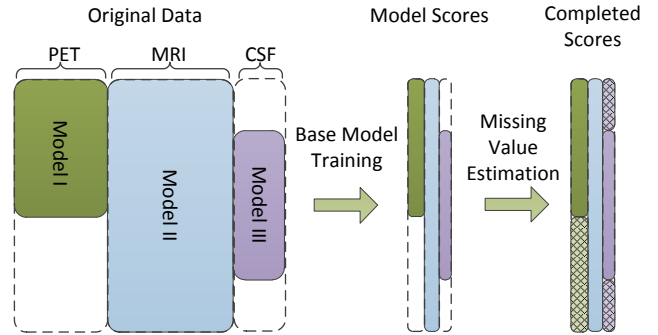 Original Data
PET
MRI
CSF
Model I
Model II
Model III
Base Model
Training
Model Scores
Missing
Value
Estimation
Completed
Scores